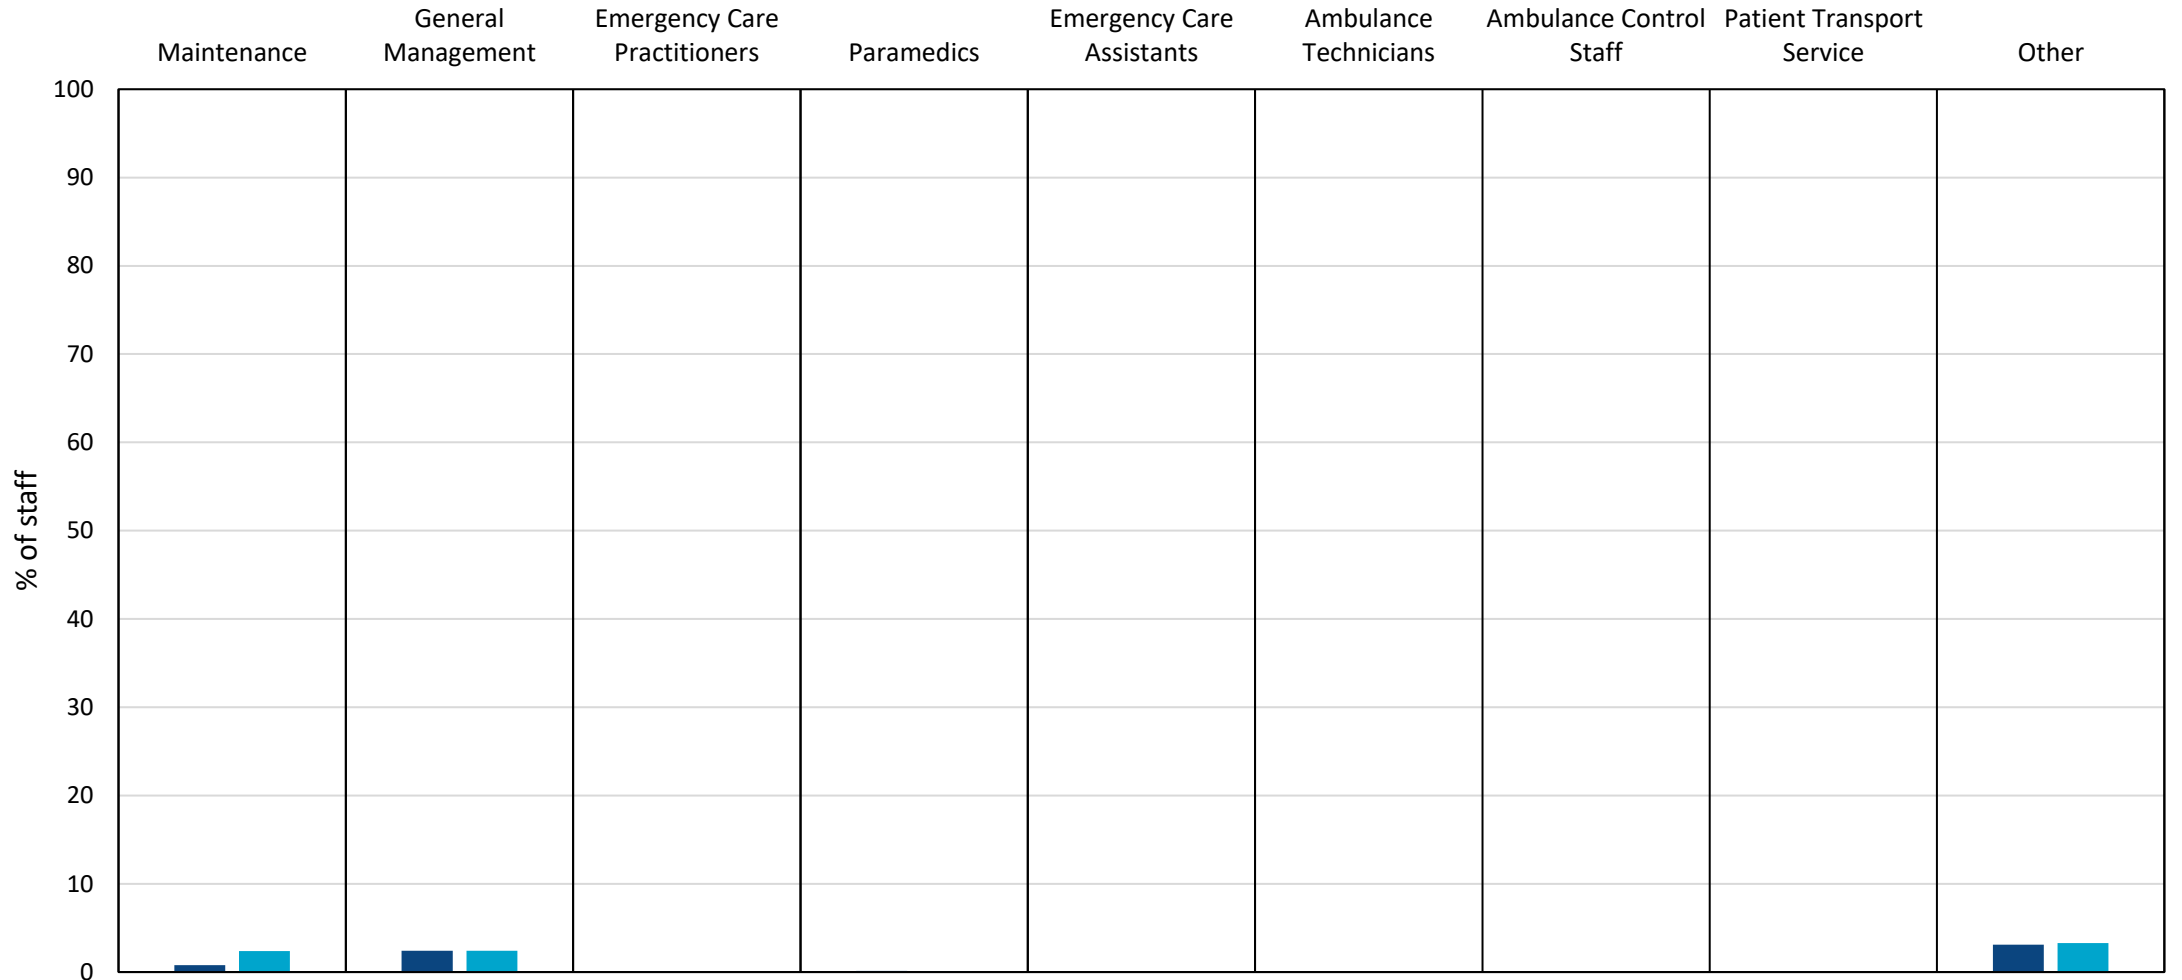 General
Emergency Care
Emergency Care
Ambulance
Ambulance Control
Patient Transport
Maintenance
Management
Practitioners
Paramedics
Assistants
Technicians
Staff
Service
Other
100
90
80
70
60
50
40
30
20
10
0
% of staff